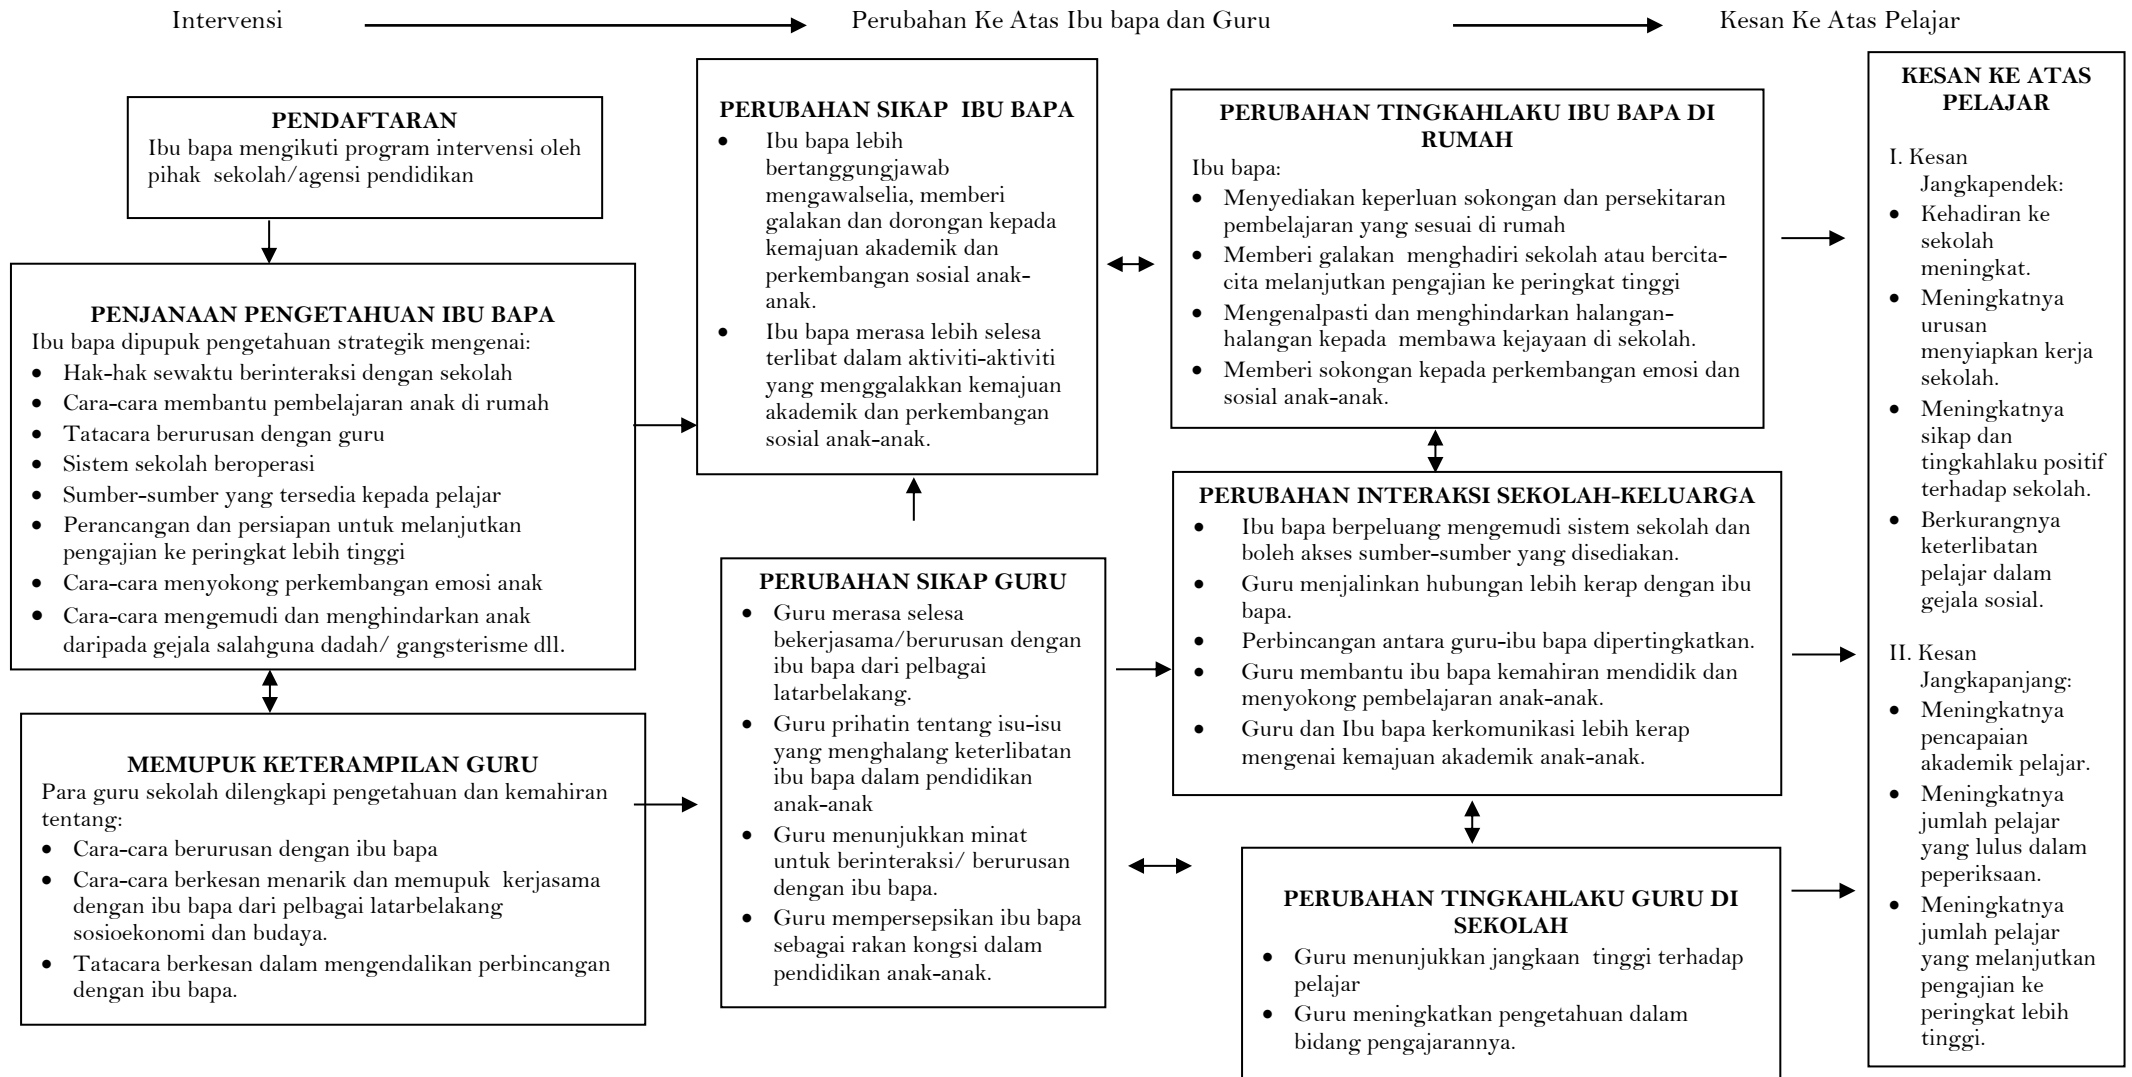 Intervensi
Perubahan Ke Atas Ibu bapa dan Guru
Kesan Ke Atas Pelajar
PENDAFTARAN
Ibu bapa mengikuti program intervensi oleh
pihak sekolah/agensi pendidikan
PENJANAAN PENGETAHUAN IBU BAPA
Ibu bapa dipupuk pengetahuan strategik mengenai:
• Hak-hak sewaktu berinteraksi dengan sekolah
• Cara-cara membantu pembelajaran anak di rumah
• Tatacara berurusan dengan guru
• Sistem sekolah beroperasi
• Sumber-sumber yang tersedia kepada pelajar
• Perancangan dan persiapan untuk melanjutkan
pengajian ke peringkat lebih tinggi
• Cara-cara menyokong perkembangan emosi anak
• Cara-cara mengemudi dan menghindarkan anak
daripada gejala salahguna dadah/ gangsterisme dll.
MEMUPUK KETERAMPILAN GURU
Para guru sekolah dilengkapi pengetahuan dan kemahiran
tentang:
• Cara-cara berurusan dengan ibu bapa
• Cara-cara berkesan menarik dan memupuk kerjasama
dengan ibu bapa dari pelbagai latarbelakang
sosioekonomi dan budaya.
• Tatacara berkesan dalam mengendalikan perbincangan
dengan ibu bapa.
PERUBAHAN SIKAP IBU BAPA
• Ibu bapa lebih
bertanggungjawab
mengawalselia, memberi
galakan dan dorongan kepada
kemajuan akademik dan
perkembangan sosial anak-
anak.
• Ibu bapa merasa lebih selesa
terlibat dalam aktiviti-aktiviti
yang menggalakkan kemajuan
akademik dan perkembangan
sosial anak-anak.
PERUBAHAN SIKAP GURU
• Guru merasa selesa
bekerjasama/berurusan dengan
ibu bapa dari pelbagai
latarbelakang.
• Guru prihatin tentang isu-isu
yang menghalang keterlibatan
ibu bapa dalam pendidikan
anak-anak
• Guru menunjukkan minat
untuk berinteraksi/ berurusan
dengan ibu bapa.
• Guru mempersepsikan ibu bapa
sebagai rakan kongsi dalam
pendidikan anak-anak.
PERUBAHAN TINGKAHLAKU IBU BAPA DI
RUMAH
Ibu bapa:
• Menyediakan keperluan sokongan dan persekitaran
pembelajaran yang sesuai di rumah
• Memberi galakan menghadiri sekolah atau bercita-
cita melanjutkan pengajian ke peringkat tinggi
• Mengenalpasti dan menghindarkan halangan-
halangan kepada membawa kejayaan di sekolah.
• Memberi sokongan kepada perkembangan emosi dan
sosial anak-anak.
PERUBAHAN INTERAKSI SEKOLAH-KELUARGA
• Ibu bapa berpeluang mengemudi sistem sekolah dan
boleh akses sumber-sumber yang disediakan.
• Guru menjalinkan hubungan lebih kerap dengan ibu
bapa.
• Perbincangan antara guru-ibu bapa dipertingkatkan.
• Guru membantu ibu bapa kemahiran mendidik dan
menyokong pembelajaran anak-anak.
• Guru dan Ibu bapa kerkomunikasi lebih kerap
mengenai kemajuan akademik anak-anak.
PERUBAHAN TINGKAHLAKU GURU DI
SEKOLAH
• Guru menunjukkan jangkaan tinggi terhadap
pelajar
• Guru meningkatkan pengetahuan dalam
bidang pengajarannya.
KESAN KE ATAS
PELAJAR
I. Kesan
Jangkapendek:
• Kehadiran ke
sekolah
meningkat.
• Meningkatnya
urusan
menyiapkan kerja
sekolah.
• Meningkatnya
sikap dan
tingkahlaku positif
terhadap sekolah.
• Berkurangnya
keterlibatan
pelajar dalam
gejala sosial.
II. Kesan
Jangkapanjang:
• Meningkatnya
pencapaian
akademik pelajar.
• Meningkatnya
jumlah pelajar
yang lulus dalam
peperiksaan.
• Meningkatnya
jumlah pelajar
yang melanjutkan
pengajian ke
peringkat lebih
tinggi.